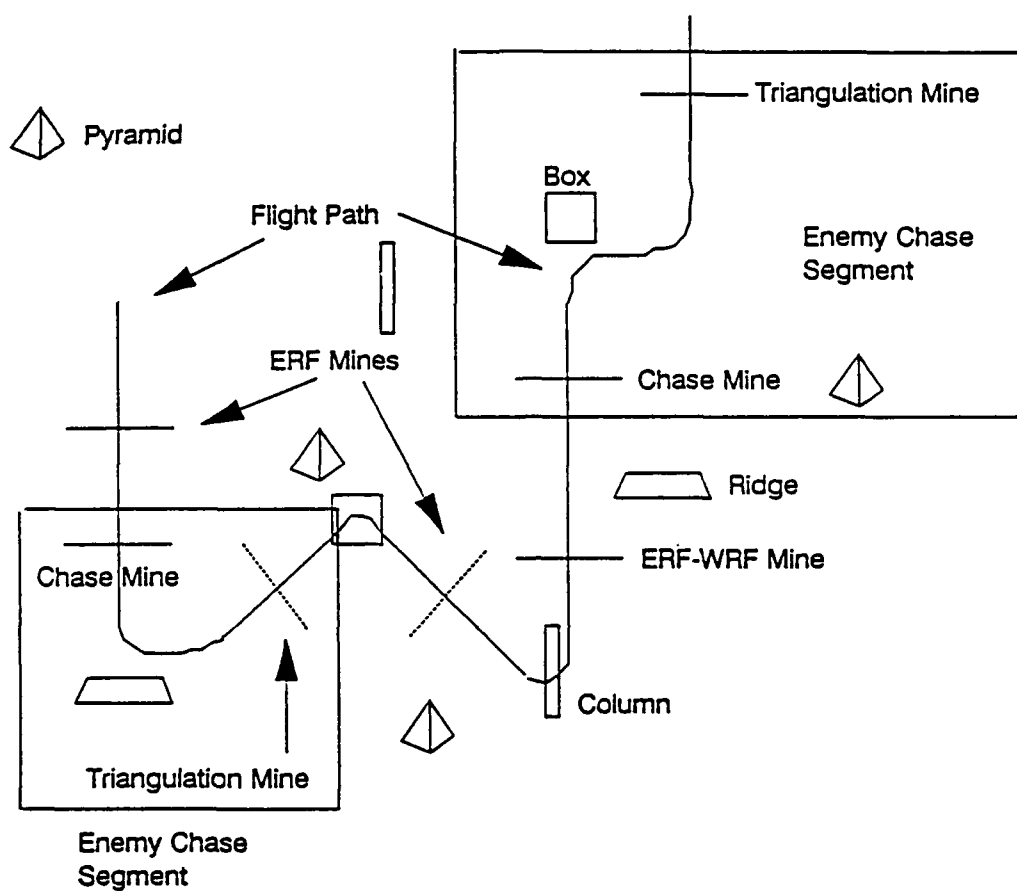 Triangulation Mine
Pyramid
Box
Flight Path
Enemy Chase
Segment
ERF Mines
Chase Mine
Ridge
ERF-WRF Mine
Chase Mine
Column
Triangulation Mine
Enemy Chase
Segment